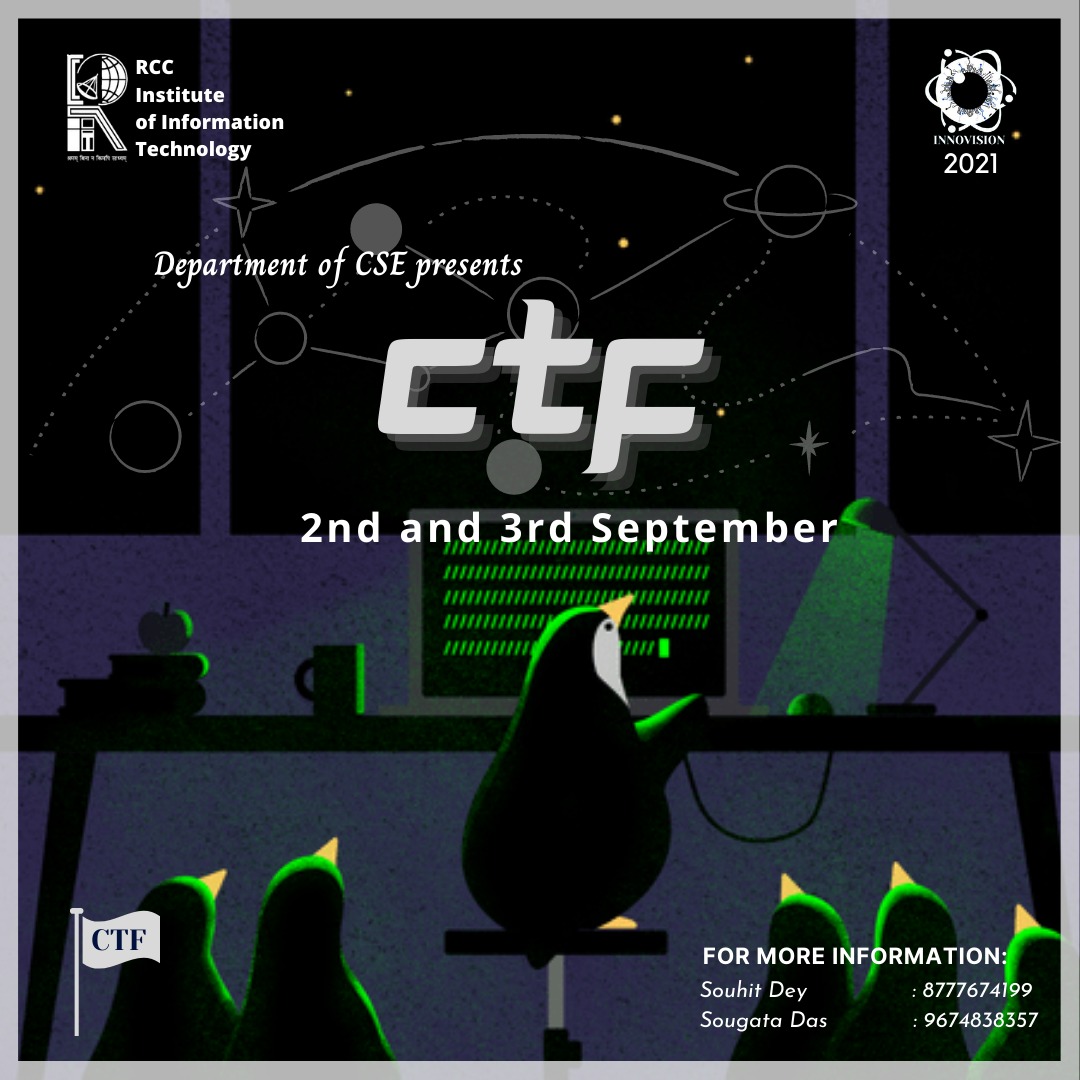 RCC
Institute
of Information
Technology
INNOVISION
2021
Department of CSE presents
ctf
2nd and 3rd September
CTF
FOR MORE INFORMATION:
Souhit Dey : 8777674199
Sougata Das : 9674838357